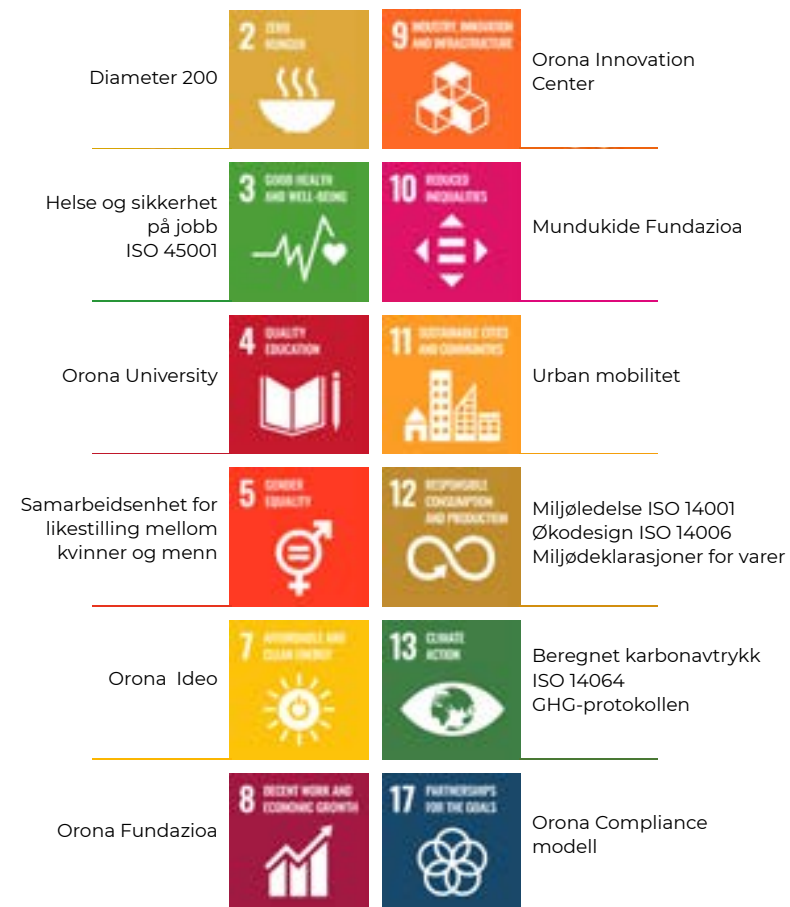 Diameter 200
2 ZERO
HUNGER
9 INDUSTRY, INNOVATION
AND INFRASTRUCTURE
Orona Innovation
Center
Helse og sikkerhet
på jobb
ISO 45001
3 GOOD HEALTH
AND WELL-BEING
10 REDUCED
INEQUALITIES
Mundukide Fundazioa
Orona University
4 QUALITY
EDUCATION
11 SUSTAINABLE CITIES
AND COMMUNITIES
Urban mobilitet
Samarbeidsenhet for
likestilling mellom
kvinner og menn
5 GENDER
EQUALITY
12 RESPONSIBLE
CONSUMPTION
AND PRODUCTION
Miljøledelse ISO 14001
Økodesign ISO 14006
Miljødeklarasjoner for varer
Orona Ideo
7 AFFORDABLE AND
CLEAN ENERGY
13 CLIMATE
ACTION
Beregnet karbonavtrykk
ISO 14064
GHG-protokollen
Orona Fundazioa
8 DECENT WORK AND
ECONOMIC GROWTH
17 PARTNERSHIPS
FOR THE GOALS
Orona Compliance
modell